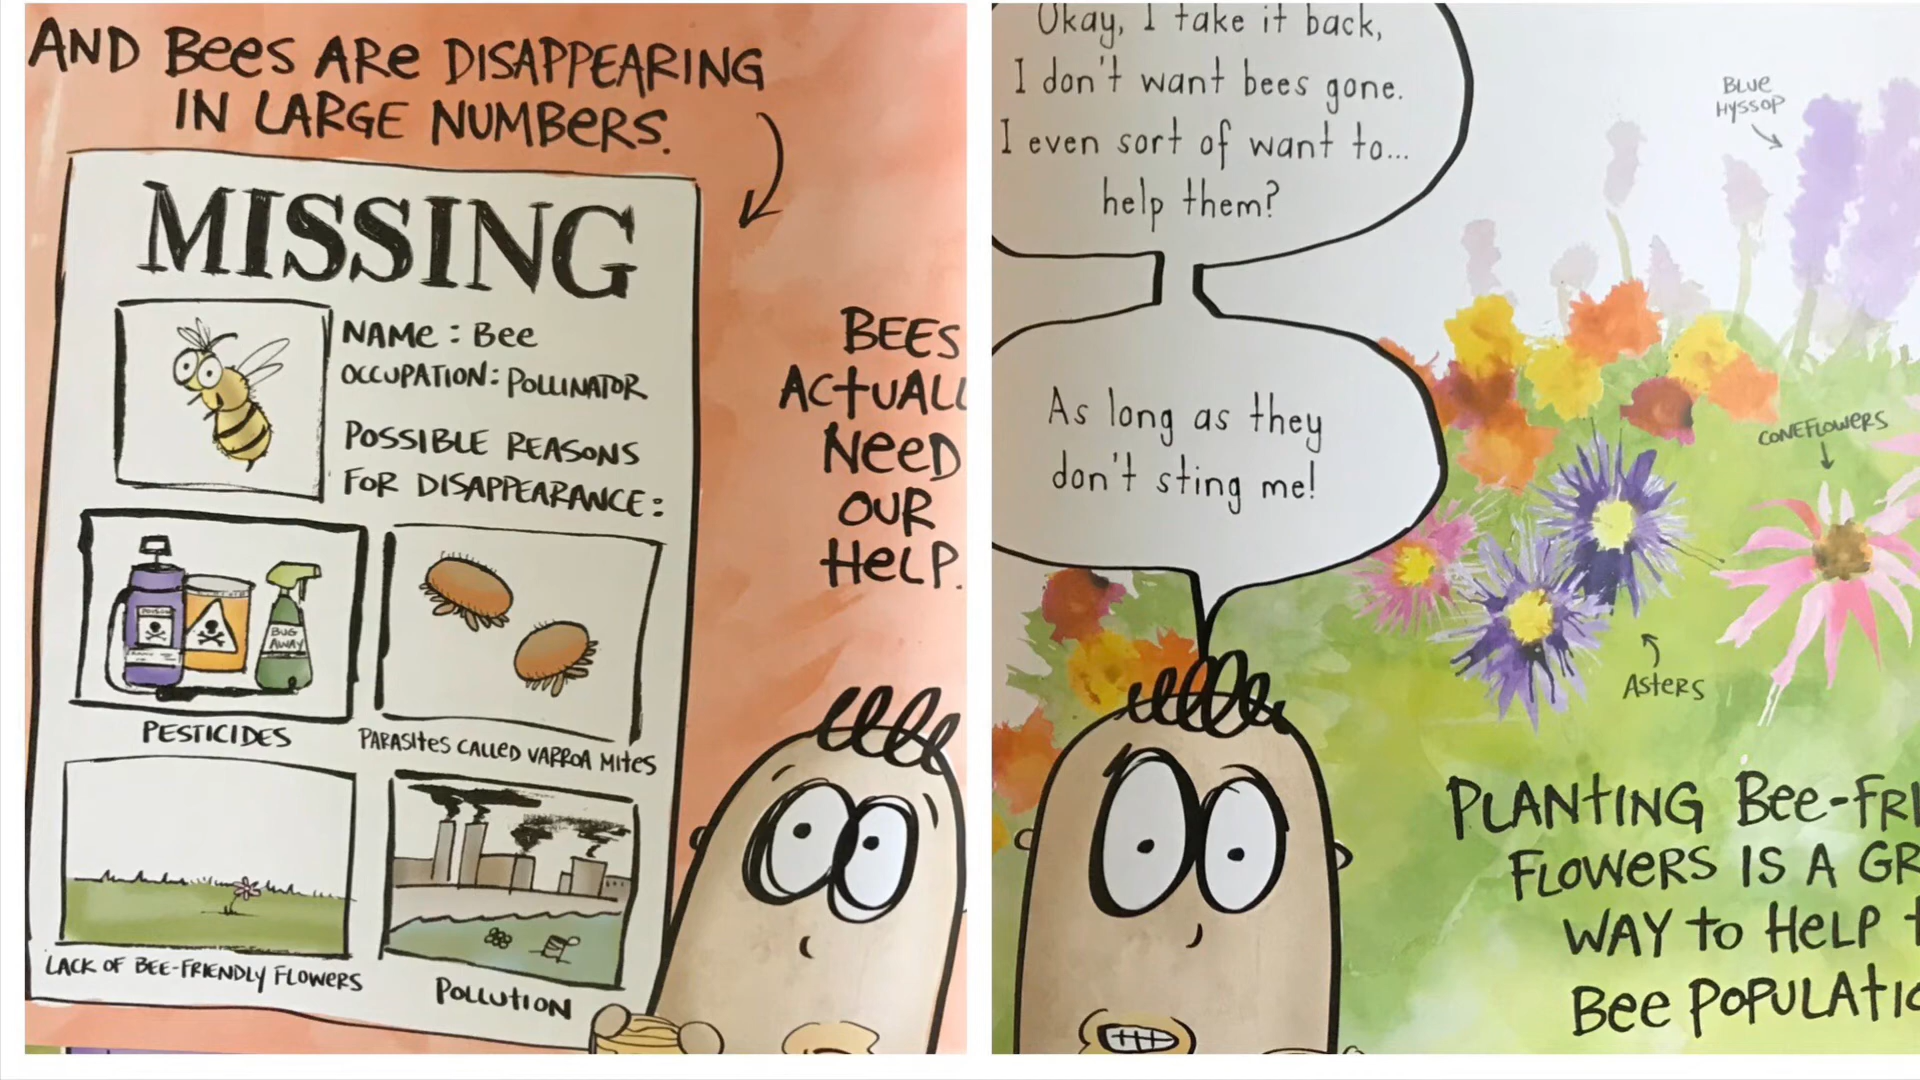 AND Bees ARe DISAPPEARING
IN LARGE NUMBeRS.
MISSING
NAMe : Bee
OCCUPATION: POLLINATOR
POSSIBLE REASONS
FOR DISAPPEARANCE:
POISON
BUG
AWAY
PESTICIDES
PARASITES CALLED VARROA MITES
LACK OF BEE-FRIENDLY FLOWERS
POLLUTION
BEES
ACTUALL
NeeD
OUR
HeLP.
Okay, I take it back,
I don't want bees gone.
I even sort of want to...
help them?
As long as they
don't sting me!
BLUE
HYSSOP
CONEFLOWERS
ASTERS
PLANTING Bee-FRI
FLOWERS IS A GR
WAY to HeLP t
Bee POPULATIO